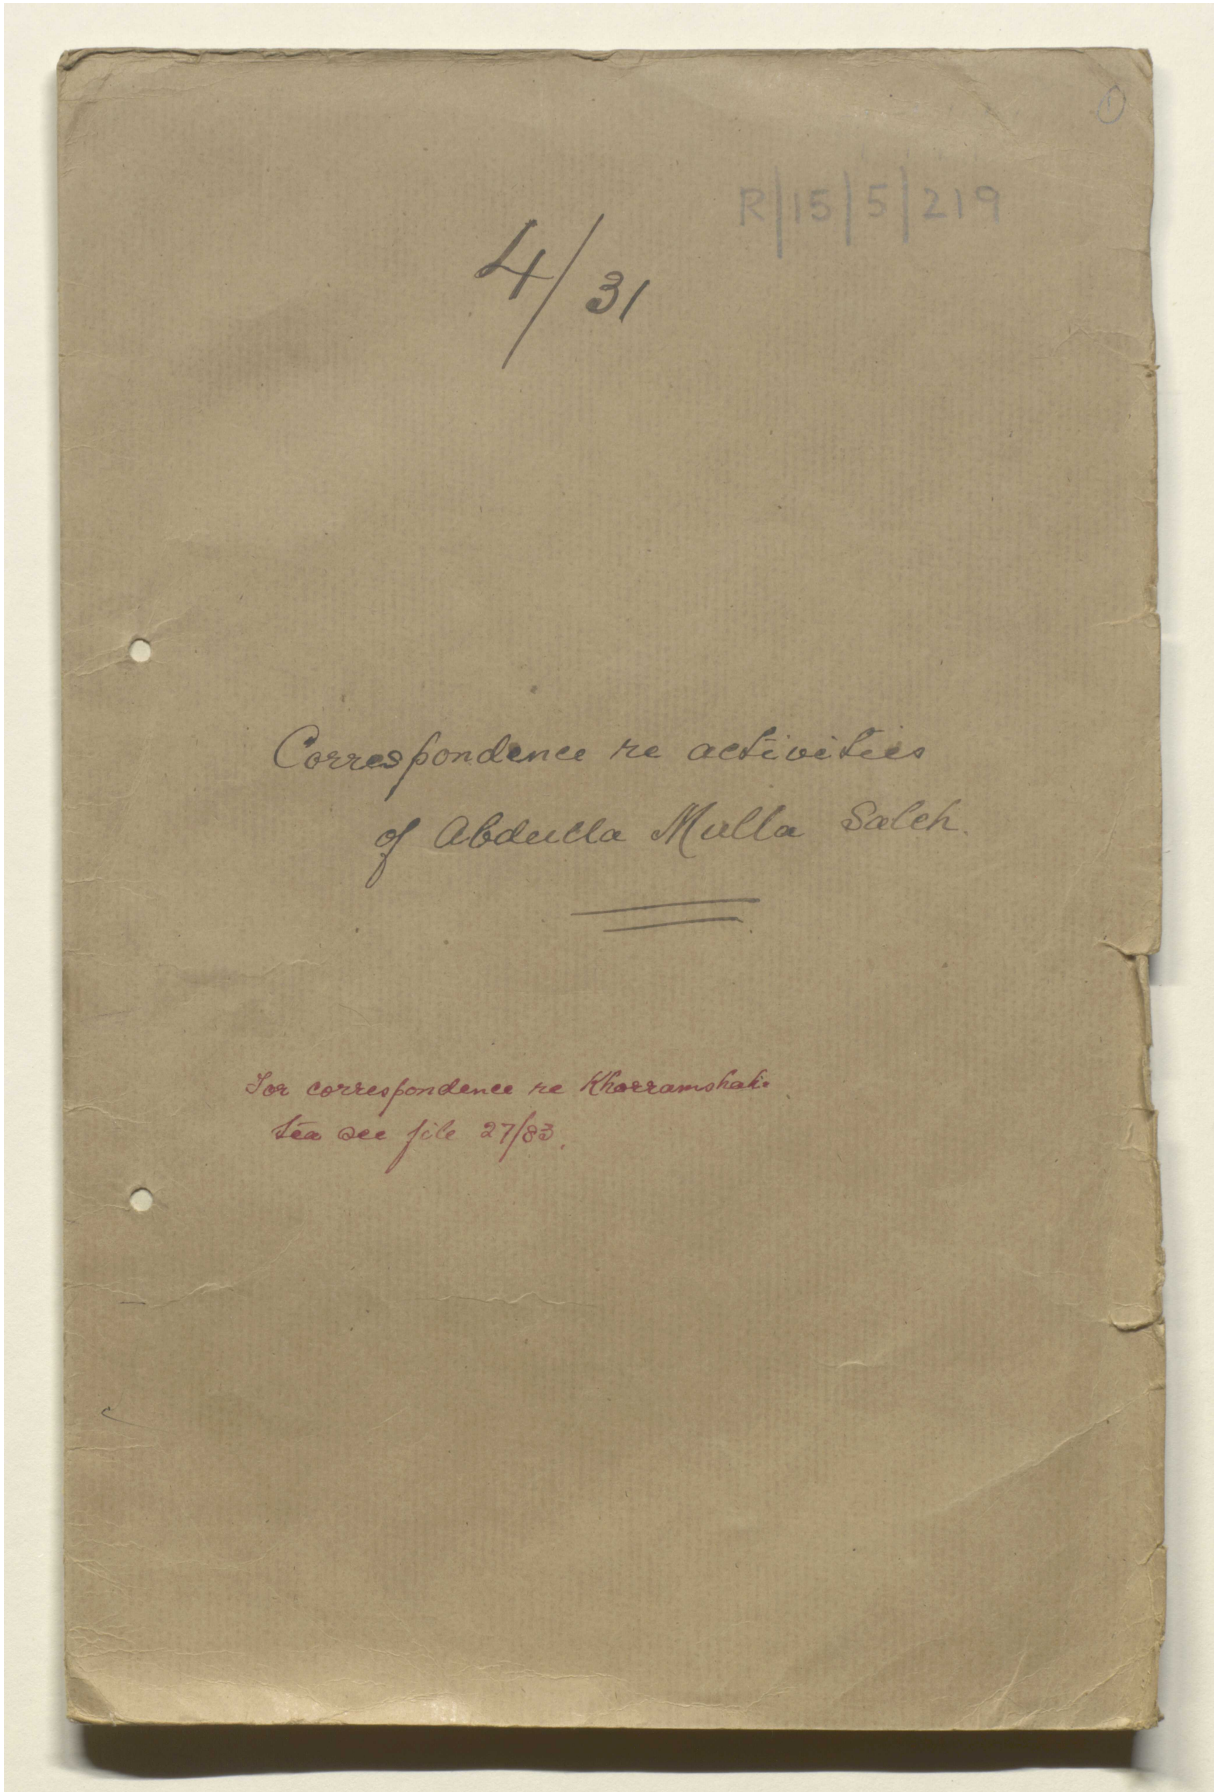 R/15/5/219
4/31
Correspondence re activities
of Abdulla Mulla Saleh.
For correspondence re Khorramshahr
tea see file 27/83.